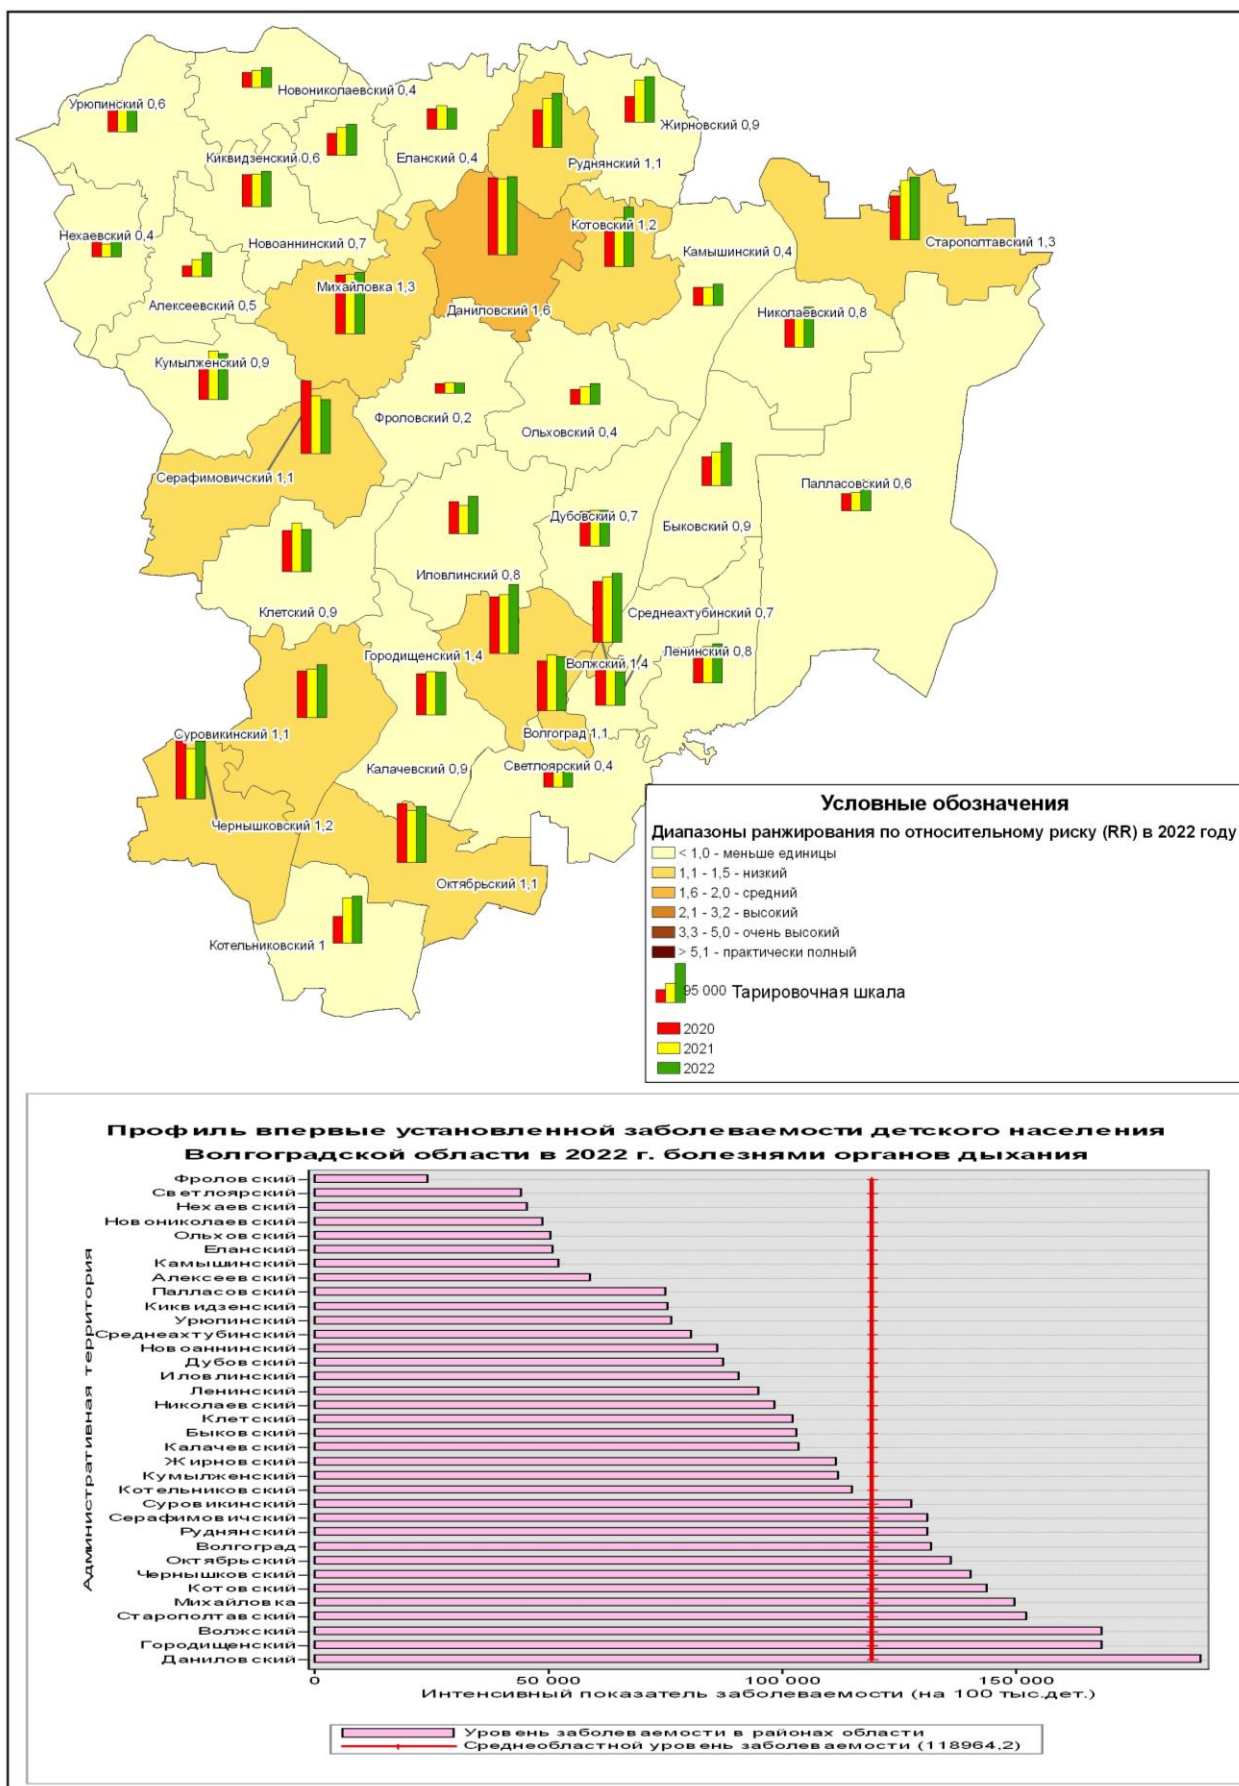 Урюпинский 0,6
Новониколаевский 0,4
Киквидзенский 0,6
Еланский 0,4
Руднянский 1,1
Жирновский 0,9
Нехаевский 0,4
Новоаннинский 0,7
Котовский 1,2
Камышинский 0,4
Старополтавский 1,3
Алексеевский 0,5
Михайловка 1,3
Даниловский 1,6
Николаевский 0,8
Кумылженский 0,9
Фроловский 0,2
Ольховский 0,4
Серафимовичский 1,1
Палласовский 0,6
Дубовский 0,7
Быковский 0,9
Иловлинский 0,8
Клетский 0,9
Среднеахтубинский 0,7
Городищенский 1,4
Волжский 1,4
Ленинский 0,8
Суровикинский 1,1
Волгоград 1,1
Калачевский 0,9
Светлоярский 0,4
Чернышковский 1,2
Октябрьский 1,1
Котельниковский 1
Условные обозначения
Диапазоны ранжирования по относительному риску (RR) в 2022 году
< 1,0 - меньше единицы
1,1 - 1,5 - низкий
1,6 - 2,0 - средний
2,1 - 3,2 - высокий
3,3 - 5,0 - очень высокий
> 5,1 - практически полный
95 000 Тарировочная шкала
2020
2021
2022
Профиль впервые установленной заболеваемости детского населения
Волгоградской области в 2022 г. болезнями органов дыхания
Административная территория
Фроловский
Светлоярский
Нехаевский
Новониколаевский
Ольховский
Еланский
Камышинский
Алексеевский
Палласовский
Киквидзенский
Урюпинский
Среднеахтубинский
Новоаннинский
Дубовский
Иловлинский
Ленинский
Николаевский
Клетский
Быковский
Калачевский
Жирновский
Кумылженский
Котельниковский
Суровикинский
Серафимовичский
Руднянский
Волгоград
Октябрьский
Чернышковский
Котовский
Михайловка
Старополтавский
Волжский
Городищенский
Даниловский
0 50 000 100 000 150 000
Интенсивный показатель заболеваемости (на 100 тыс.дет.)
Уровень заболеваемости в районах области
Среднеобластной уровень заболеваемости (118964,2)